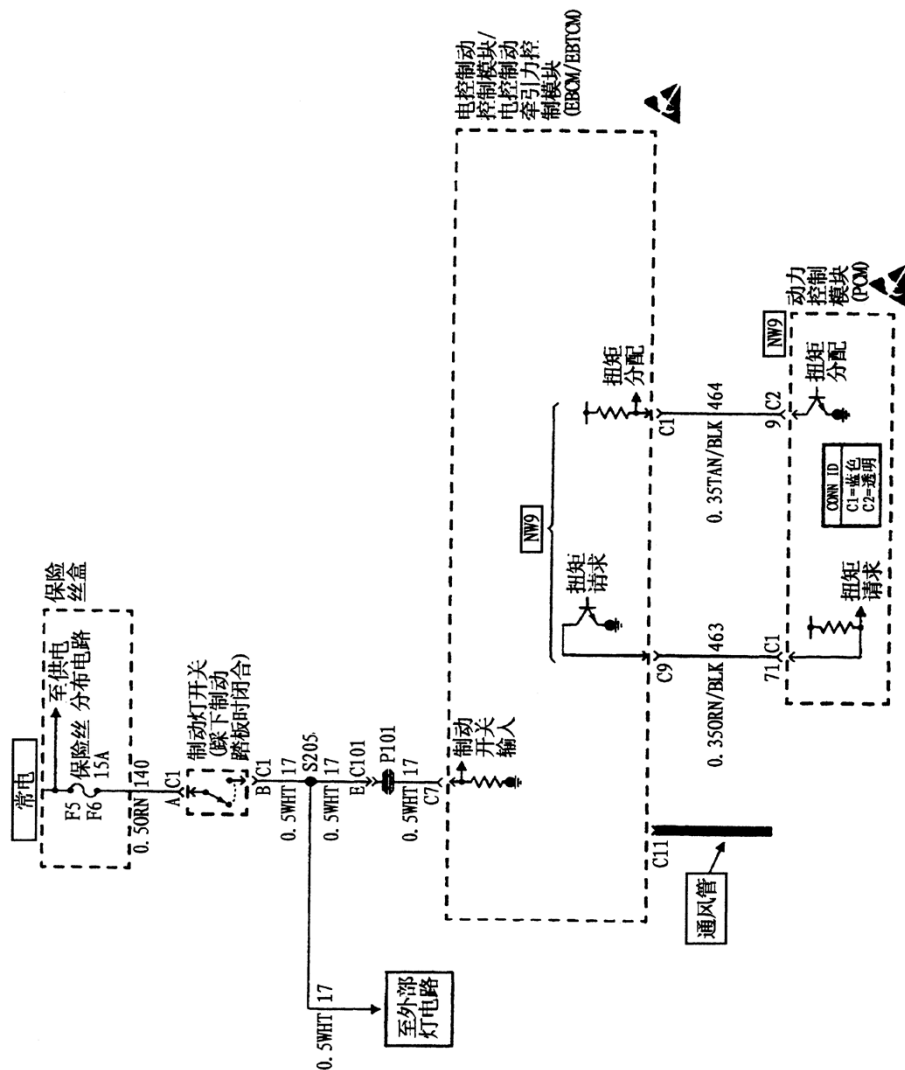 常电
至供电
分布电路
保险
丝盒
F5
F6
保险丝
15A
0.5ORN 140
A C1
制动灯开关
(踩下制动
踏板时闭合)
B C1
0.5WHT 17
S205
0.5WHT 17
至外部
灯电路
0.5WHT 17
E C101
P101
0.5WHT 17
C7
制动
开关
输入
电控制动
控制模块/
电控制动
牵引力控
制模块
(EBCM/EBTCM)
NW9
扭矩
请求
扭矩
分配
C11
通风管
C9
0.35ORN/BLK 463
71 C1
C1
0.35TAN/BLK 464
9 C2
NW9
动力
控制
模块
(PCM)
扭矩
请求
CONN ID
C1=蓝色
C2=透明
扭矩
分配